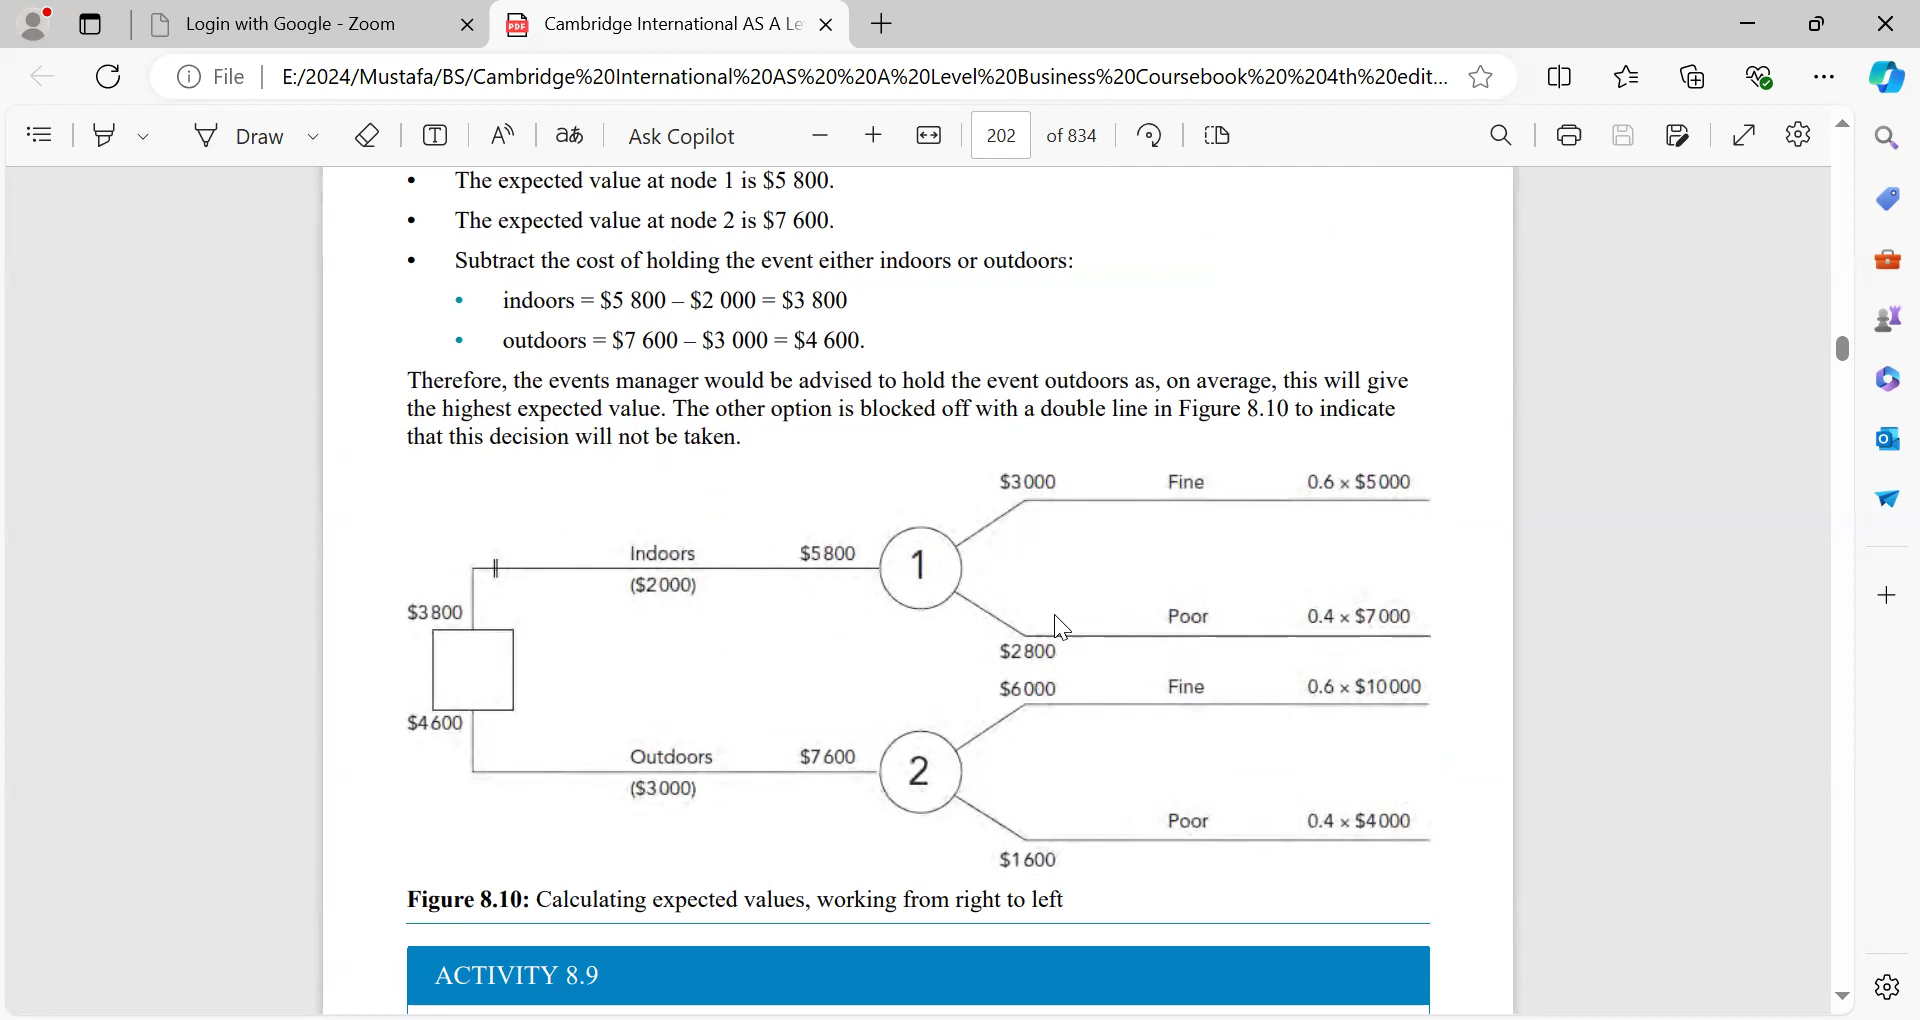 Login with Google - Zoom
PDF
Cambridge International AS A Le
File
E:/2024/Mustafa/BS/Cambridge%20International%20AS%20%20A%20Level%20Business%20Coursebook%20%204th%20edit...
Draw
T
A
aあ
Ask Copilot
202
of 834
• The expected value at node 1 is $5 800.
• The expected value at node 2 is $7 600.
• Subtract the cost of holding the event either indoors or outdoors:
• indoors = $5 800 – $2 000 = $3 800
• outdoors = $7 600 – $3 000 = $4 600.
Therefore, the events manager would be advised to hold the event outdoors as, on average, this will give
the highest expected value. The other option is blocked off with a double line in Figure 8.10 to indicate
that this decision will not be taken.
$3000 Fine 0.6 x $5000
Indoors $5800 1
($2000)
$3800
Poor 0.4 x $7000
$2800
$6000 Fine 0.6 x $10000
$4600
Outdoors $7600 2
($3000)
Poor 0.4 x $4000
$1600
Figure 8.10: Calculating expected values, working from right to left
ACTIVITY 8.9